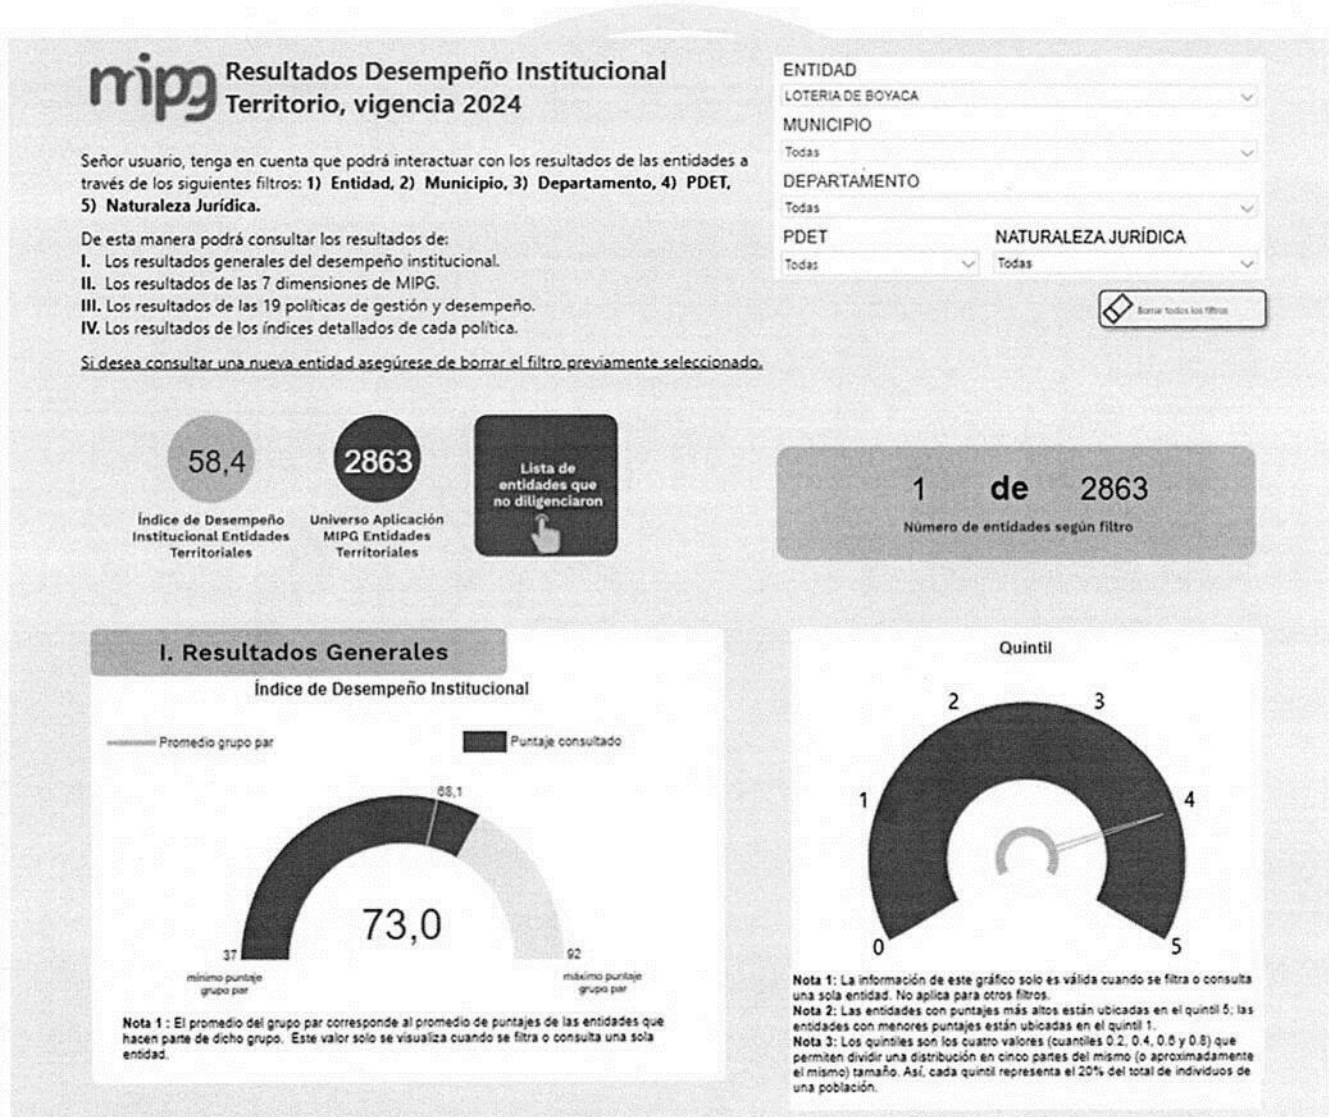 mipg
Resultados Desempeño Institucional
Territorio, vigencia 2024
Señor usuario, tenga en cuenta que podrá interactuar con los resultados de las entidades a
través de los siguientes filtros: 1) Entidad, 2) Municipio, 3) Departamento, 4) PDET,
5) Naturaleza Jurídica.
De esta manera podrá consultar los resultados de:
I. Los resultados generales del desempeño institucional.
II. Los resultados de las 7 dimensiones de MIPG.
III. Los resultados de las 19 políticas de gestión y desempeño.
IV. Los resultados de los índices detallados de cada política.
Si desea consultar una nueva entidad asegúrese de borrar el filtro previamente seleccionado.
ENTIDAD
LOTERIA DE BOYACA
MUNICIPIO
Todas
DEPARTAMENTO
Todas
PDET NATURALEZA JURÍDICA
Todas Todas
Borrar todos los filtros
58,4
Índice de Desempeño
Institucional Entidades
Territoriales
2863
Universo Aplicación
MIPG Entidades
Territoriales
Lista de
entidades que
no diligenciaron
1 de 2863
Número de entidades según filtro
I. Resultados Generales
Índice de Desempeño Institucional
Promedio grupo par
Puntaje consultado
68,1
73,0
37
mínimo puntaje
grupo par
92
máximo puntaje
grupo par
Nota 1 : El promedio del grupo par corresponde al promedio de puntajes de las entidades que
hacen parte de dicho grupo. Este valor solo se visualiza cuando se filtra o consulta una sola
entidad.
Quintil
2 3
1 4
0 5
Nota 1: La información de este gráfico solo es válida cuando se filtra o consulta
una sola entidad. No aplica para otros filtros.
Nota 2: Las entidades con puntajes más altos están ubicadas en el quintil 5; las
entidades con menores puntajes están ubicadas en el quintil 1.
Nota 3: Los quintiles son los cuatro valores (cuantiles 0.2, 0.4, 0.6 y 0.8) que
permiten dividir una distribución en cinco partes del mismo (o aproximadamente
el mismo) tamaño. Así, cada quintil representa el 20% del total de individuos de
una población.